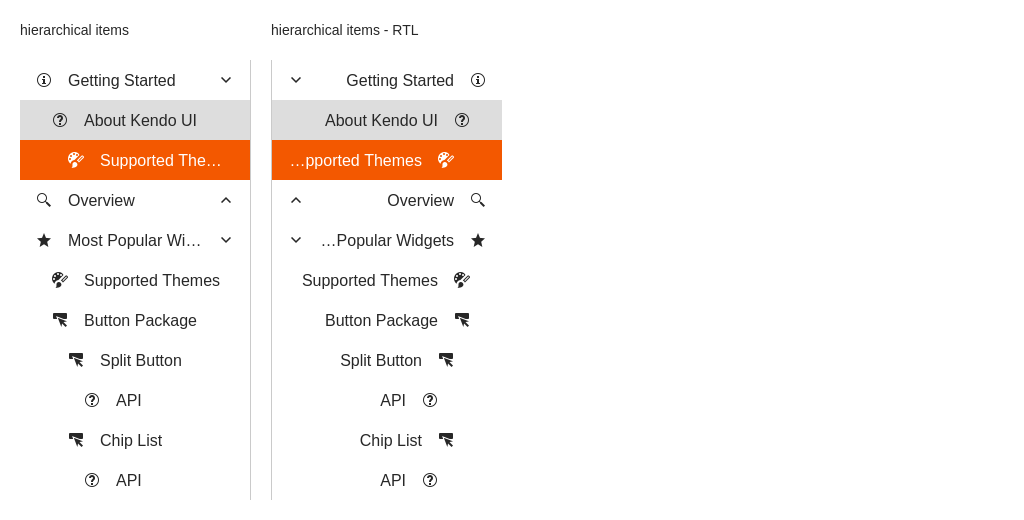 hierarchical items
Getting Started
About Kendo UI
Supported The…
Overview
Most Popular Wi…
Supported Themes
Button Package
Split Button
API
Chip List
API
hierarchical items - RTL
Getting Started
About Kendo UI
…pported Themes
Overview
…Popular Widgets
Supported Themes
Button Package
Split Button
API
Chip List
API